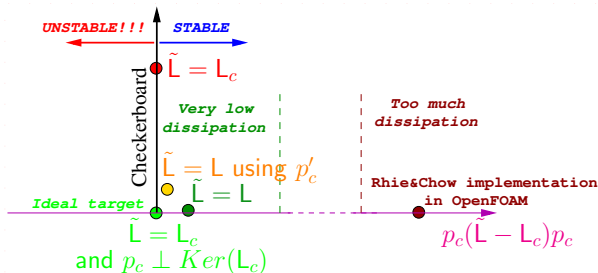 UNSTABLE!!! STABLE
L̃ = L_c
Checkerboard
Very low
dissipation
Too much
dissipation
L̃ = L using p′_c
L̃ = L
Rhie&Chow implementation
in OpenFOAM
Ideal target
L̃ = L_c
and p_c ⊥ Ker(L_c)
p_c(L̃ − L_c)p_c